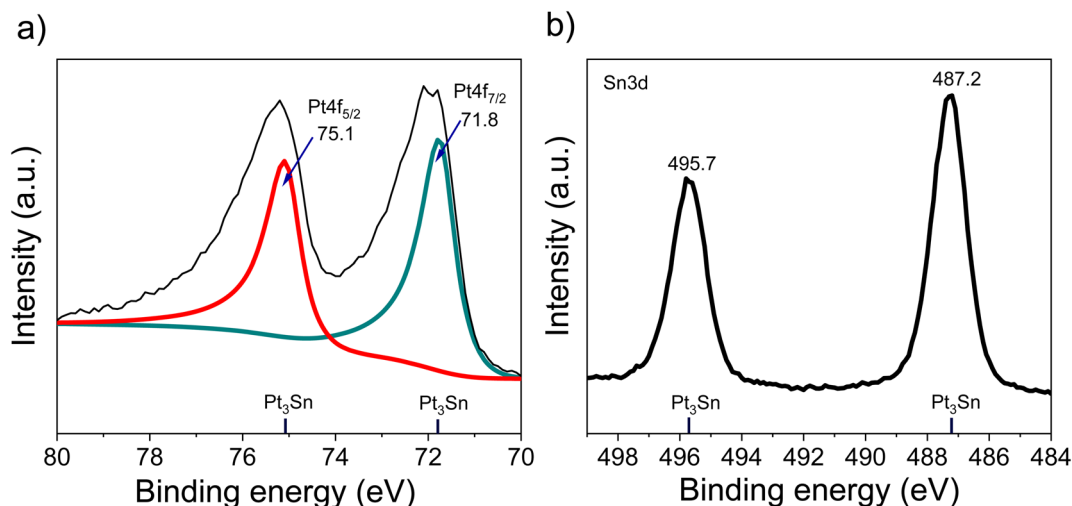 a)
Pt4f5/2
75.1
Pt4f7/2
71.8
Intensity (a.u.)
Pt3Sn
Pt3Sn
80
78
76
74
72
70
Binding energy (eV)
b)
Sn3d
495.7
487.2
Intensity (a.u.)
Pt3Sn
Pt3Sn
498
496
494
492
490
488
486
484
Binding energy (eV)